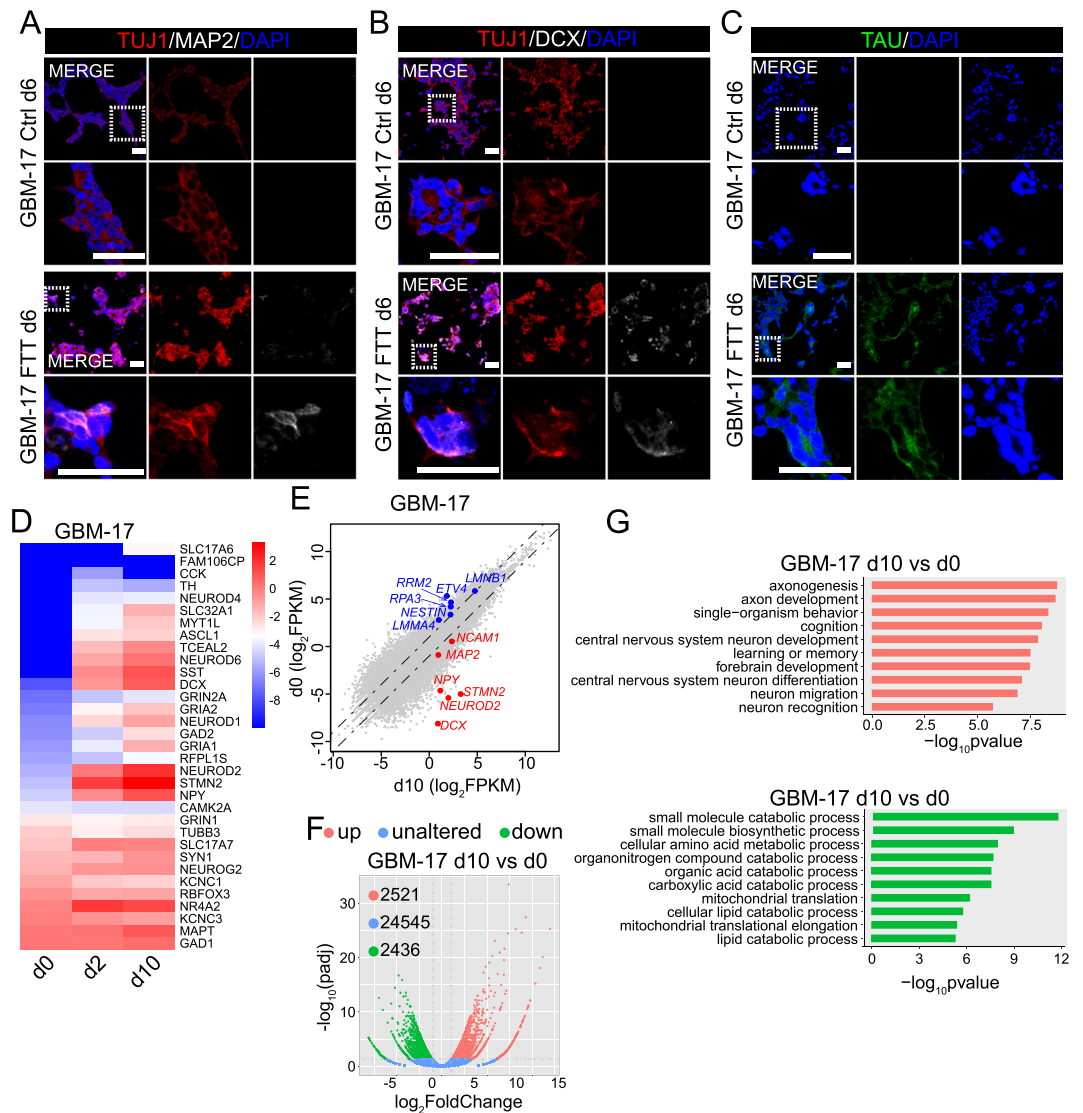 A
TUJ1/MAP2/DAPI
GBM-17 Ctrl d6
MERGE
GBM-17 FTT d6
MERGE
B
TUJ1/DCX/DAPI
GBM-17 Ctrl d6
MERGE
GBM-17 FTT d6
MERGE
C
TAU/DAPI
GBM-17 Ctrl d6
MERGE
GBM-17 FTT d6
MERGE
D
GBM-17
SLC17A6
FAM106CP
CCK
TH
NEUROD4
SLC32A1
MYT1L
ASCL1
TCEAL2
NEUROD6
SST
DCX
GRIN2A
GRIA2
NEUROD1
GAD2
GRIA1
RFPL1S
NEUROD2
STMN2
NPY
CAMK2A
GRIN1
TUBB3
SLC17A7
SYN1
NEUROG2
KCNC1
RBFOX3
NR4A2
KCNC3
MAPT
GAD1
d0 d2 d10
2
0
-2
-4
-6
-8
E
GBM-17
d0 (log2FPKM)
10
5
0
-5
-10
RRM2
ETV4
LMNB1
RPA3
NESTIN
LMMA4
NCAM1
MAP2
NPY
STMN2
NEUROD2
DCX
-10 -5 0 5 10
d10 (log2FPKM)
F
up unaltered down
GBM-17 d10 vs d0
2521
24545
2436
-log10(padj)
30
20
10
0
-5 0 5 10 15
log2FoldChange
G
GBM-17 d10 vs d0
axonogenesis
axon development
single−organism behavior
cognition
central nervous system neuron development
learning or memory
forebrain development
central nervous system neuron differentiation
neuron migration
neuron recognition
0.0 2.5 5.0 7.5
−log10pvalue
GBM-17 d10 vs d0
small molecule catabolic process
small molecule biosynthetic process
cellular amino acid metabolic process
organonitrogen compound catabolic process
organic acid catabolic process
carboxylic acid catabolic process
mitochondrial translation
cellular lipid catabolic process
mitochondrial translational elongation
lipid catabolic process
0 3 6 9 12
−log10pvalue